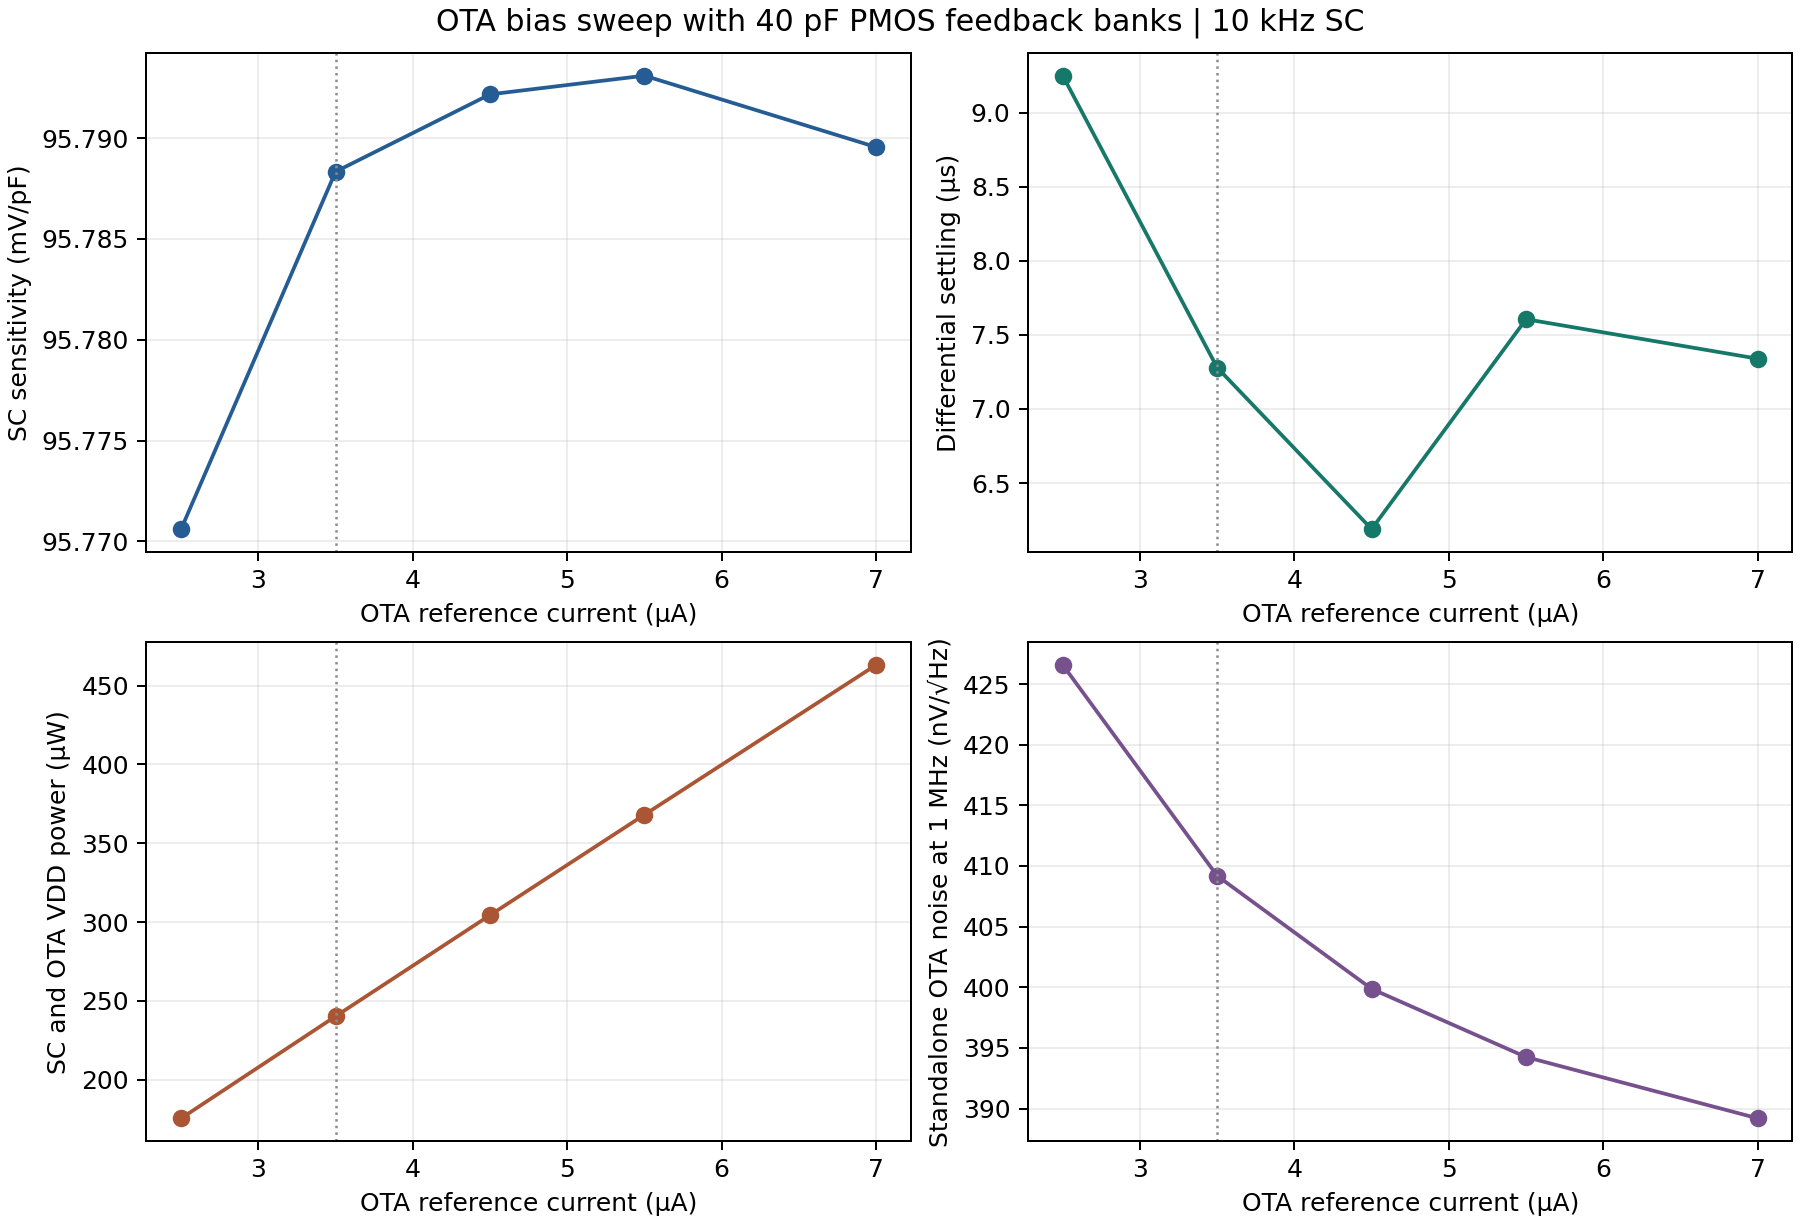 OTA bias sweep with 40 pF PMOS feedback banks | 10 kHz SC
SC sensitivity (mV/pF)
95.790
95.785
95.780
95.775
95.770
3 4 5 6 7
OTA reference current (µA)
Differential settling (µs)
9.0
8.5
8.0
7.5
7.0
6.5
3 4 5 6 7
OTA reference current (µA)
SC and OTA VDD power (µW)
450
400
350
300
250
200
3 4 5 6 7
OTA reference current (µA)
Standalone OTA noise at 1 MHz (nV/√Hz)
425
420
415
410
405
400
395
390
3 4 5 6 7
OTA reference current (µA)